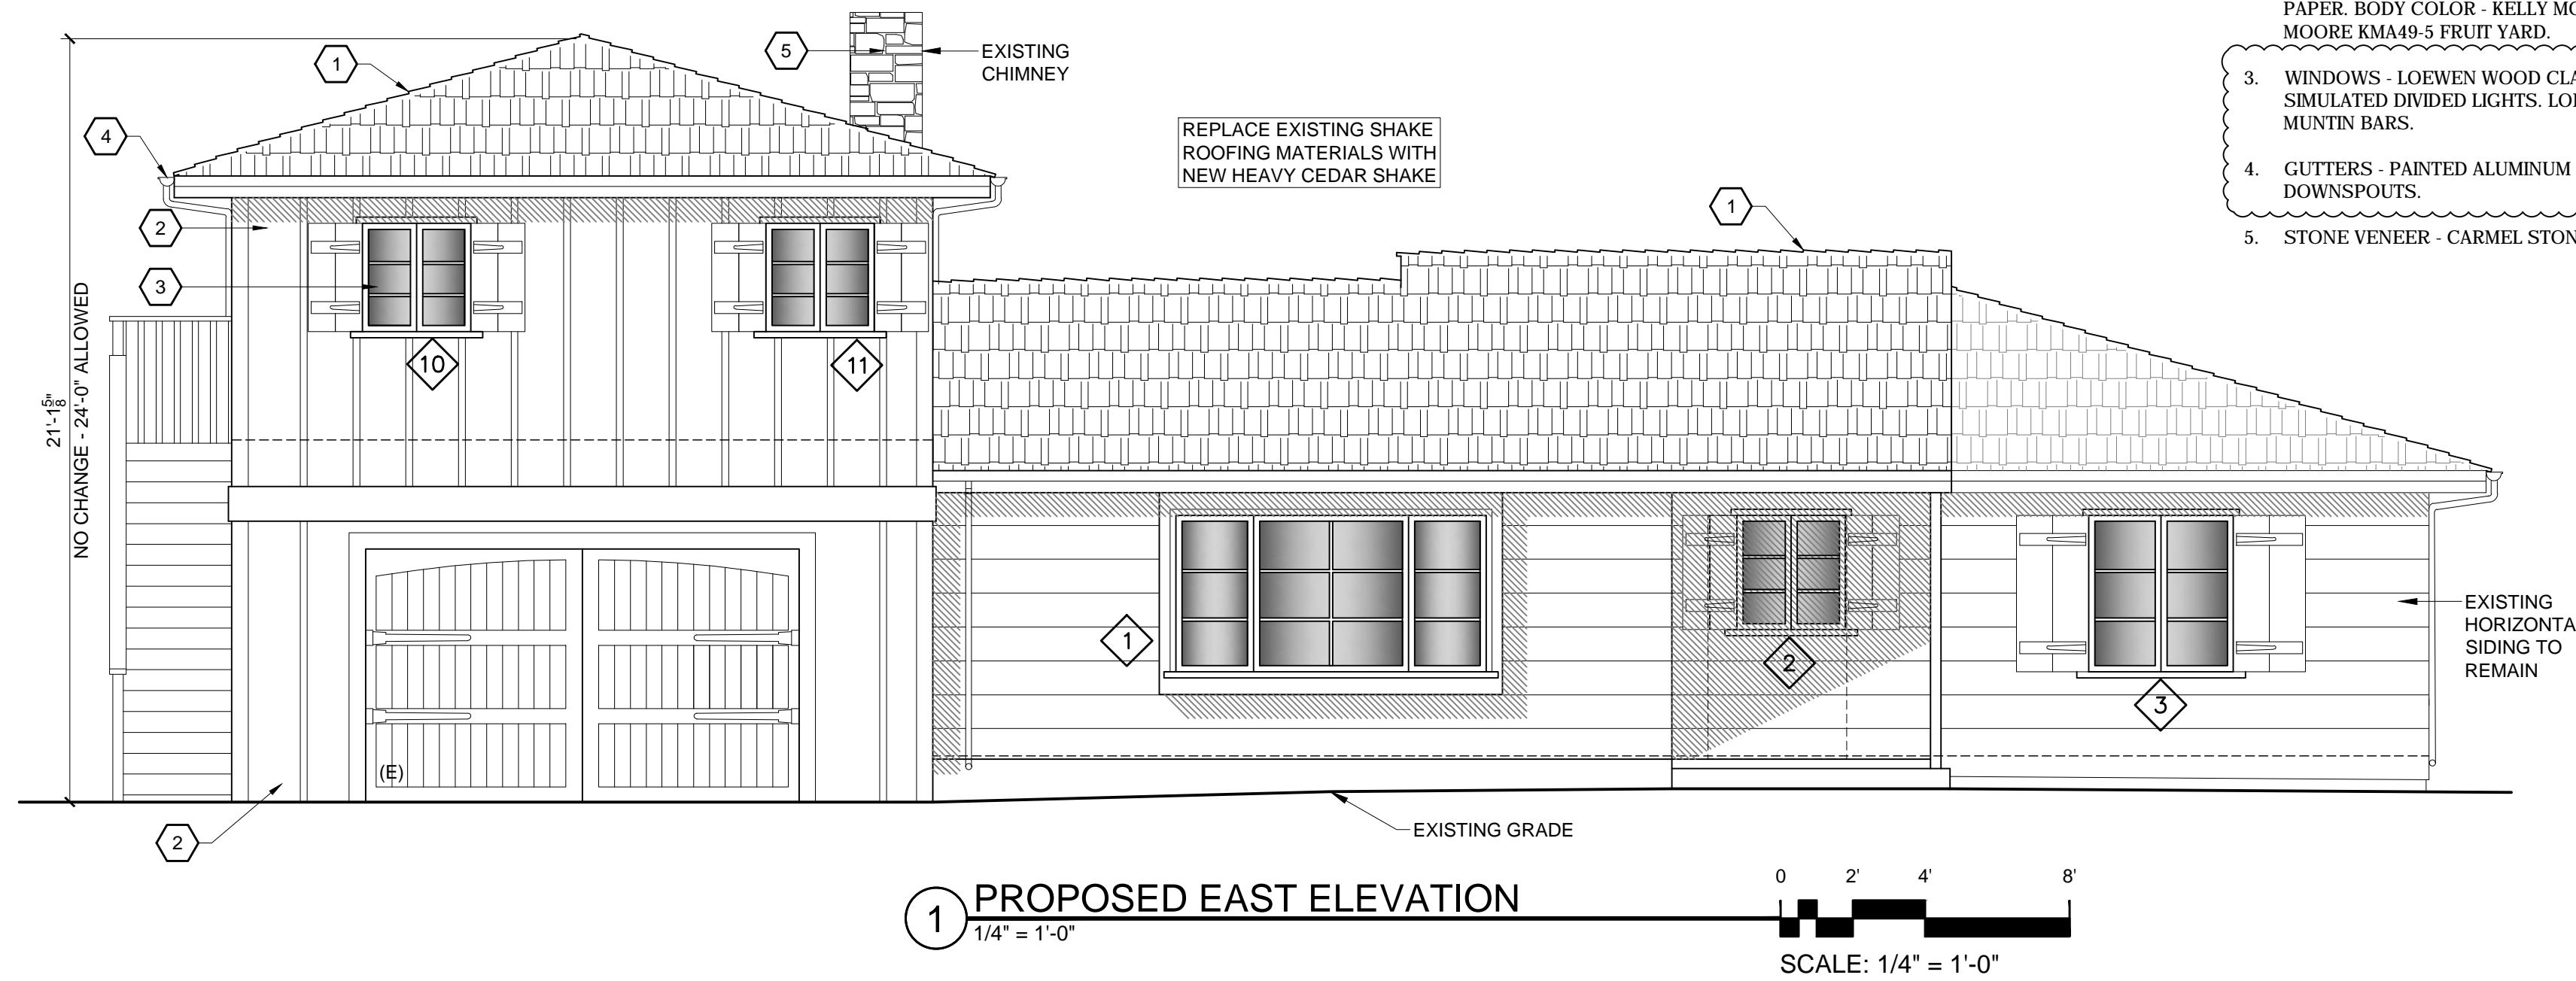 PAPER. BODY COLOR - KELLY
MOORE KMA49-5 FRUIT YARD.
3. WINDOWS - LOEWEN WOOD
SIMULATED DIVIDED LIGHTS.
MUNTIN BARS.
4. GUTTERS - PAINTED ALUMINUM
DOWNSPOUTS.
5. STONE VENEER - CARMEL
5
EXISTING
CHIMNEY
1
4
REPLACE EXISTING SHAKE
ROOFING MATERIALS WITH
NEW HEAVY CEDAR SHAKE
1
2
3
10
11
21'-1 5/8"
NO CHANGE - 24'-0" ALLOWED
1
2
3
EXISTING
HORIZONTA
SIDING TO
REMAIN
(E)
2
EXISTING GRADE
1 PROPOSED EAST ELEVATION
1/4" = 1'-0"
0 2' 4' 8'
SCALE: 1/4" = 1'-0"